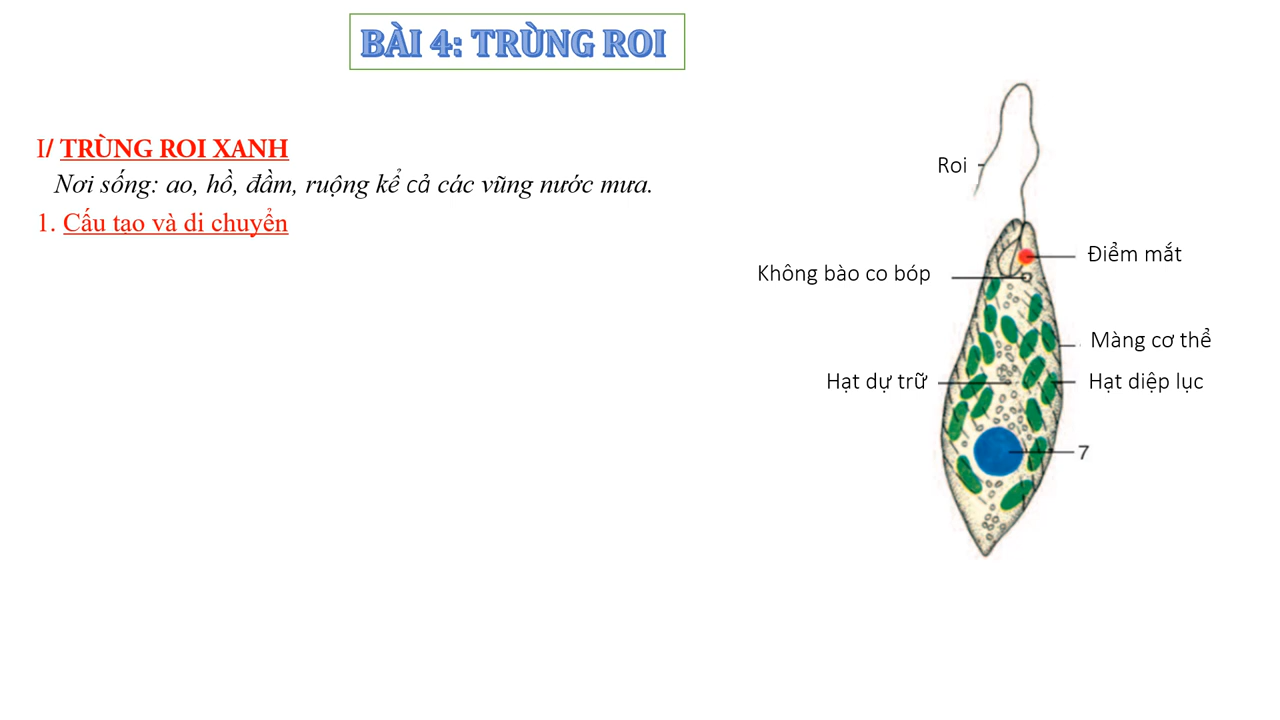 BÀI 4: TRÙNG ROI
I/ TRÙNG ROI XANH
Nơi sống: ao, hồ, đầm, ruộng kể cả các vũng nước mưa.
1. Cấu tạo và di chuyển
Roi
Điểm mắt
Không bào co bóp
Màng cơ thể
Hạt dự trữ
Hạt diệp lục
7